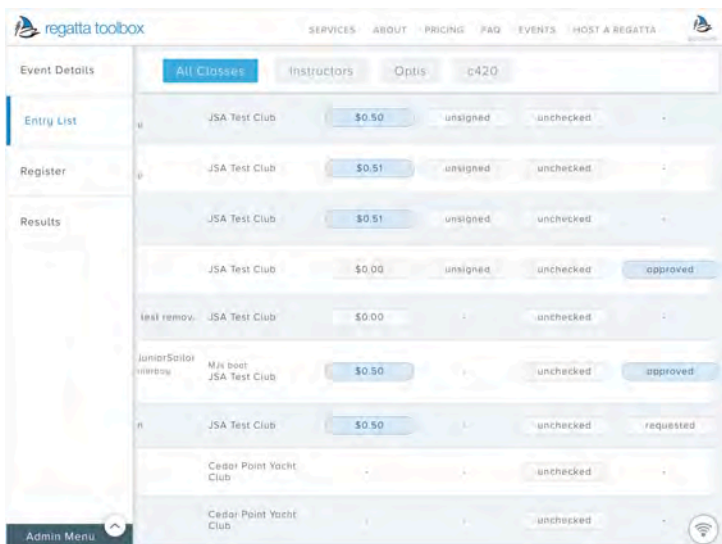 regatta toolbox
SERVICES ABOUT PRICING FAQ EVENTS HOST A REGATTA
Event Details
Entry List
Register
Results
Admin Menu
All Classes Instructors Optis c420
JSA Test Club $0.50 unsigned unchecked -
JSA Test Club $0.51 unsigned unchecked -
JSA Test Club $0.51 unsigned unchecked -
JSA Test Club $0.00 unsigned unchecked approved
test remov. JSA Test Club $0.00 - unchecked -
JuniorSailor MJs boat
JSA Test Club $0.50 - unchecked approved
n JSA Test Club $0.50 - unchecked requested
Cedar Point Yacht
Club - - unchecked -
Cedar Point Yacht
Club - - unchecked -